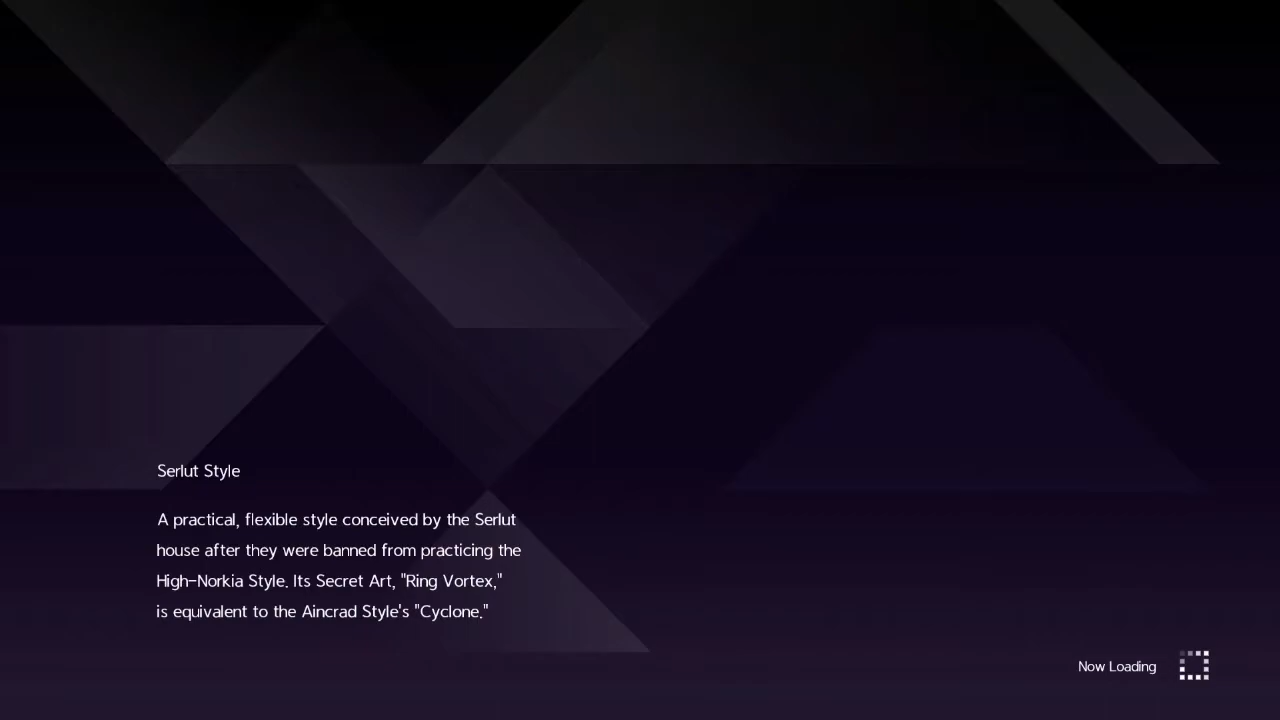 Serlut Style
A practical, flexible style conceived by the Serlut
house after they were banned from practicing the
High-Norkia Style. Its Secret Art, "Ring Vortex,"
is equivalent to the Aincrad Style's "Cyclone."
Now Loading